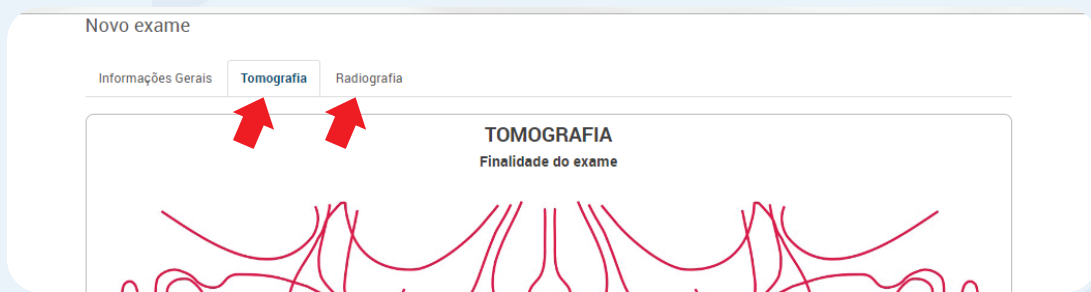 Novo exame
Informações Gerais Tomografia Radiografia
TOMOGRAFIA
Finalidade do exame